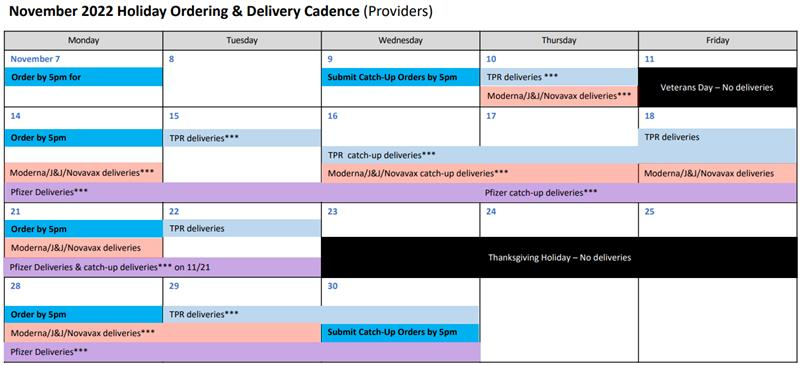 November 2022 Holiday Ordering & Delivery Cadence (Providers)
Monday Tuesday Wednesday Thursday Friday
November 7 8 9 10 11
Order by 5pm for Submit Catch-Up Orders by 5pm TPR deliveries ***
Veterans Day – No deliveries
Moderna/J&J/Novavax deliveries***
14 15 16 17 18
Order by 5pm TPR deliveries*** TPR deliveries
TPR catch-up deliveries***
Moderna/J&J/Novavax deliveries*** Moderna/J&J/Novavax catch-up deliveries*** Moderna/J&J/Novavax deliveries
Pfizer Deliveries*** Pfizer catch-up deliveries***
21 22 23 24 25
Order by 5pm TPR deliveries
Moderna/J&J/Novavax deliveries
Thanksgiving Holiday – No deliveries
Pfizer Deliveries & catch-up deliveries*** on 11/21
28 29 30
Order by 5pm TPR deliveries***
Moderna/J&J/Novavax deliveries*** Submit Catch-Up Orders by 5pm
Pfizer Deliveries***